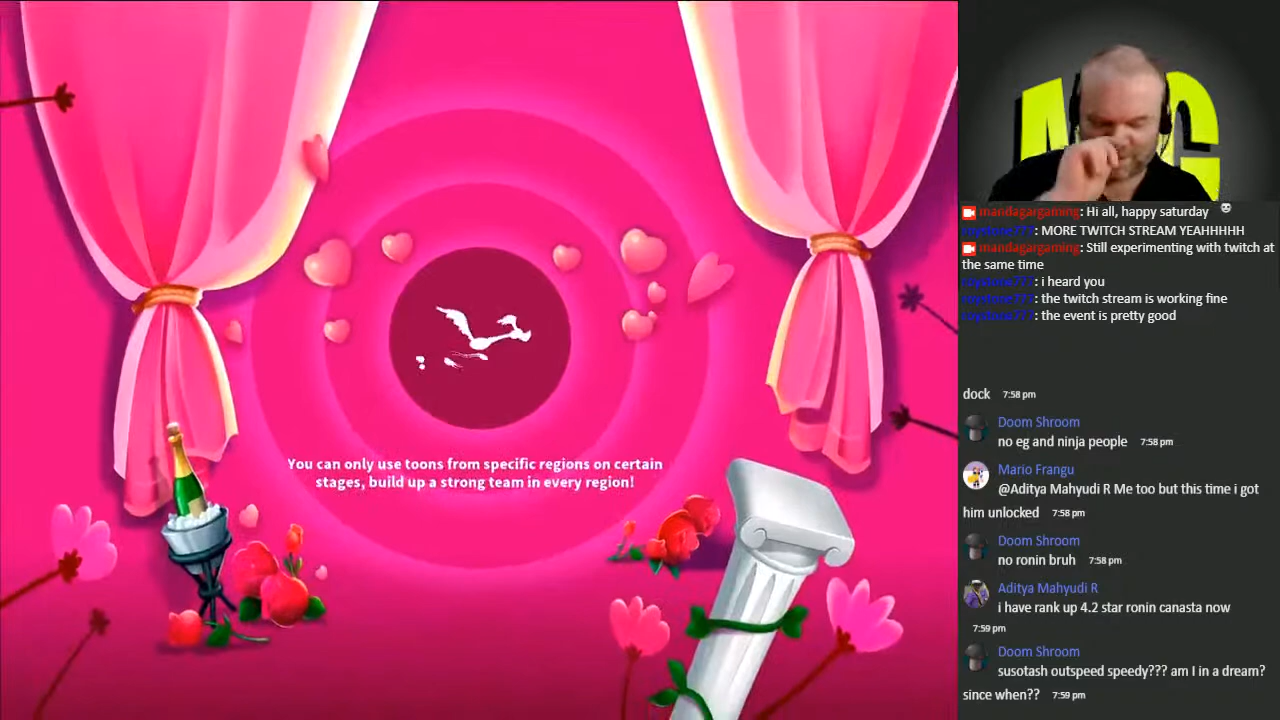 You can only use toons from specific regions on certain
stages, build up a strong team in every region!
mandagargaming: Hi all, happy saturday
roystone777: MORE TWITCH STREAM YEAHHHHH
mandagargaming: Still experimenting with twitch at
the same time
roystone777: i heard you
roystone777: the twitch stream is working fine
roystone777: the event is pretty good
dock 7:58 pm
Doom Shroom
no eg and ninja people 7:58 pm
Mario Frangu
@Aditya Mahyudi R Me too but this time i got
him unlocked 7:58 pm
Doom Shroom
no ronin bruh 7:58 pm
Aditya Mahyudi R
i have rank up 4.2 star ronin canasta now
7:59 pm
Doom Shroom
susotash outspeed speedy??? am I in a dream?
since when?? 7:59 pm